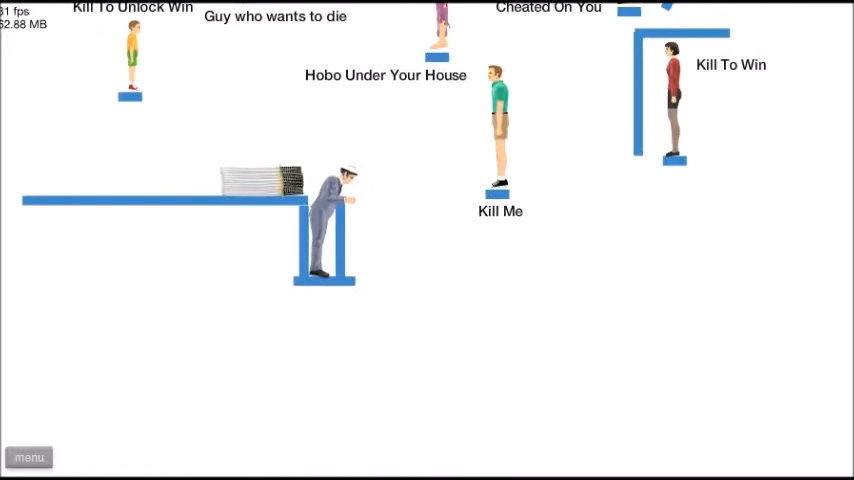 31 fps
62.88 MB
Kill To Unlock Win
Guy who wants to die
Cheated On You
Hobo Under Your House
Kill To Win
Kill Me
menu